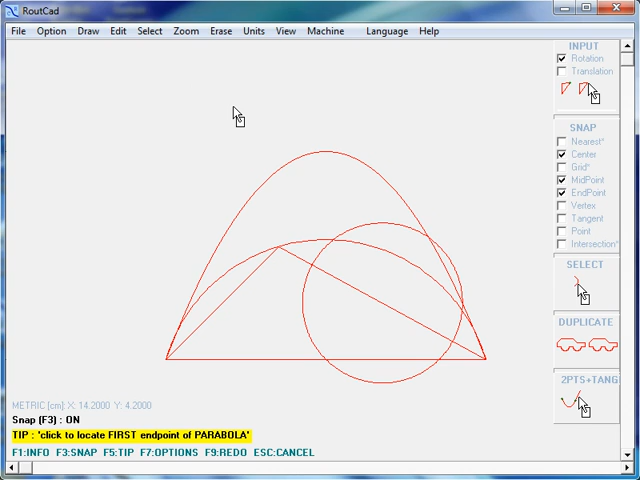 RoutCad
File Option Draw Edit Select Zoom Erase Units View Machine Language Help
INPUT
Rotation
Translation
SNAP
Nearest*
Center
Grid*
MidPoint
EndPoint
Vertex
Tangent
Point
Intersection*
SELECT
DUPLICATE
2PTS+TANG
METRIC [cm]: X: 14.2000 Y: 4.2000
Snap (F3) : ON
TIP : 'click to locate FIRST endpoint of PARABOLA'
F1:INFO F3:SNAP F5:TIP F7:OPTIONS F9:REDO ESC:CANCEL